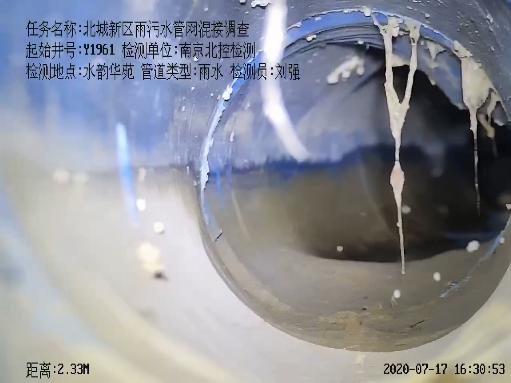 任务名称:北城新区雨污水管网混接调查
起始井号:Y1961 检测单位:南京北控检测
检测地点:水韵华苑 管道类型:雨水 检测员:刘强
距离:2.33M
2020-07-17 16:30:53